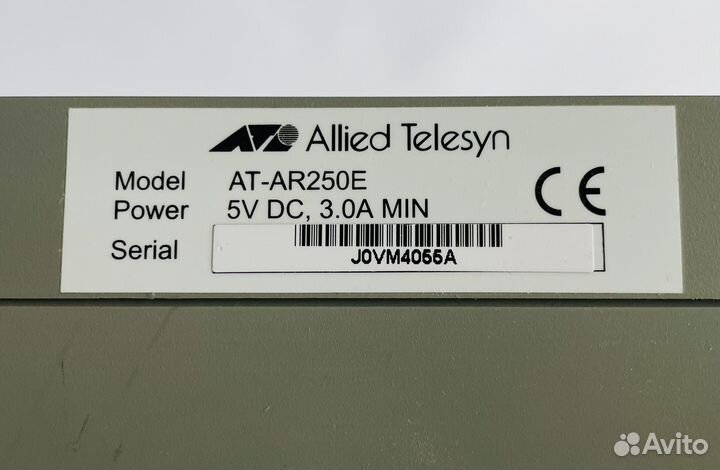 Allied Telesyn
Model AT-AR250E
Power 5V DC, 3.0A MIN
CE
Serial
J0VM4055A
Avito